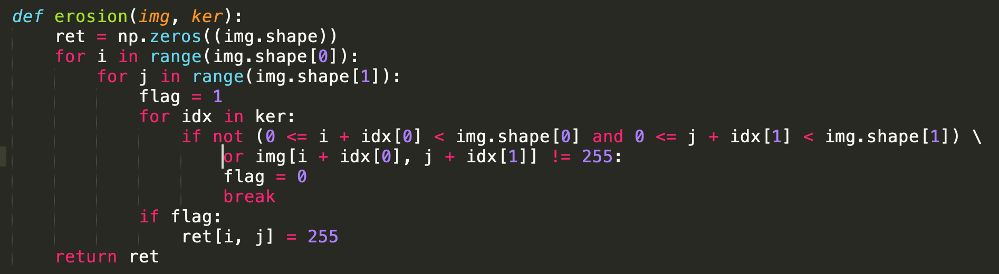 def erosion(img, ker):
    ret = np.zeros((img.shape))
    for i in range(img.shape[0]):
        for j in range(img.shape[1]):
            flag = 1
            for idx in ker:
                if not (0 <= i + idx[0] < img.shape[0] and 0 <= j + idx[1] < img.shape[1]) \
                    or img[i + idx[0], j + idx[1]] != 255:
                    flag = 0
                    break
            if flag:
                ret[i, j] = 255
    return ret